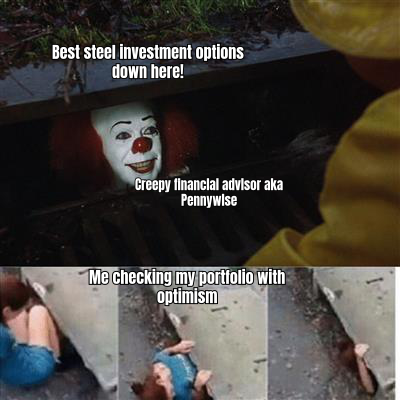 Best steel investment options
down here!
Creepy financial advisor aka
Pennywise
Me checking my portfolio with
optimism